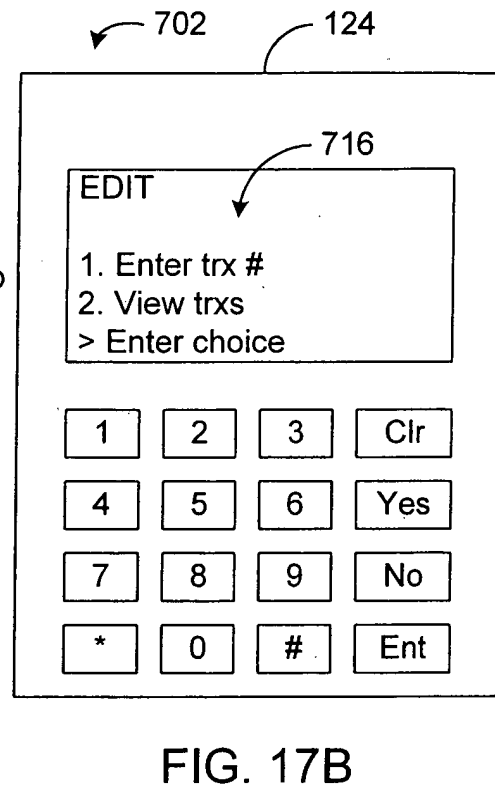 702
124
716
EDIT
1. Enter trx #
2. View trxs
> Enter choice
1 2 3 Clr
4 5 6 Yes
7 8 9 No
* 0 # Ent
FIG. 17B